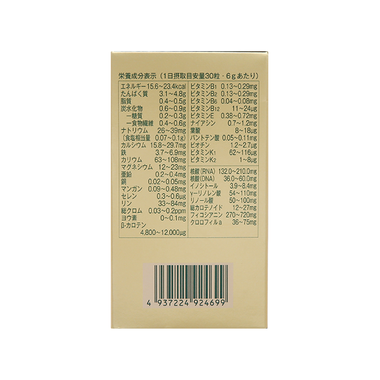 栄養成分表示（1日摂取目安量30粒・6gあたり）
エネルギー15.6~23.4kcal
たんぱく質 3.1~4.8g
脂質 0.4~0.5g
炭水化物 0.6~0.9g
－糖質 0.2~0.3g
－食物繊維 0.4~0.6g
ナトリウム 26~39mg
（食塩相当量 0.07~0.1g）
カルシウム 15.8~29.7mg
鉄 3.7~6.9mg
カリウム 63~108mg
マグネシウム 12~23mg
亜鉛 0.2~0.4mg
銅 0.02~0.05mg
マンガン 0.09~0.48mg
セレン 0.3~0.6μg
リン 33~84mg
総クロム 0.03~0.2ppm
ヨウ素 0~0.1mg
β-カロテン
4,800~12,000μg
ビタミンB1 0.13~0.29mg
ビタミンB2 0.13~0.29mg
ビタミンB6 0.04~0.08mg
ビタミンB12 11~24μg
ビタミンE 0.38~0.72mg
ナイアシン 0.7~1.2mg
葉酸 8~18μg
パントテン酸 0.05~0.11mg
ビオチン 1.2~2.7μg
ビタミンK1 62~116μg
ビタミンK2 1~8μg
核酸（RNA） 132.0~210.0mg
核酸（DNA） 36.0~60.0mg
イノシトール 3.9~8.4mg
γーリノレン酸 54~110mg
リノール酸 50~100mg
総カロテノイド 12~27mg
フィコシアニン 270~720mg
クロロフィルa 36~75mg
4 937224 924699